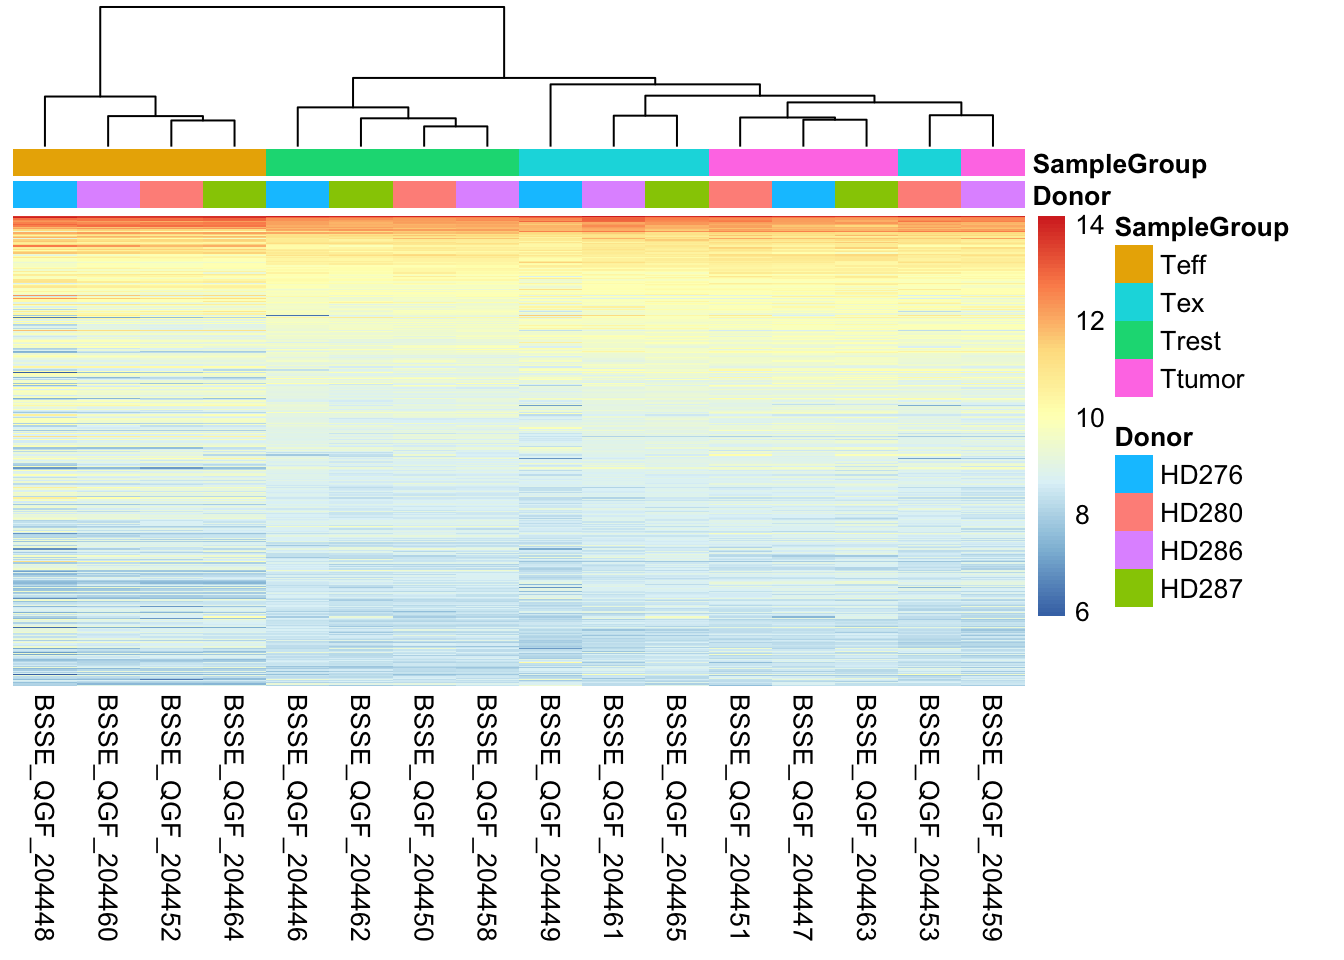 SampleGroup
Donor
14
12
10
8
6
SampleGroup
Teff
Tex
Trest
Ttumor
Donor
HD276
HD280
HD286
HD287
BSSE_QGF_204448
BSSE_QGF_204460
BSSE_QGF_204452
BSSE_QGF_204464
BSSE_QGF_204446
BSSE_QGF_204462
BSSE_QGF_204450
BSSE_QGF_204458
BSSE_QGF_204449
BSSE_QGF_204461
BSSE_QGF_204465
BSSE_QGF_204451
BSSE_QGF_204447
BSSE_QGF_204463
BSSE_QGF_204453
BSSE_QGF_204459